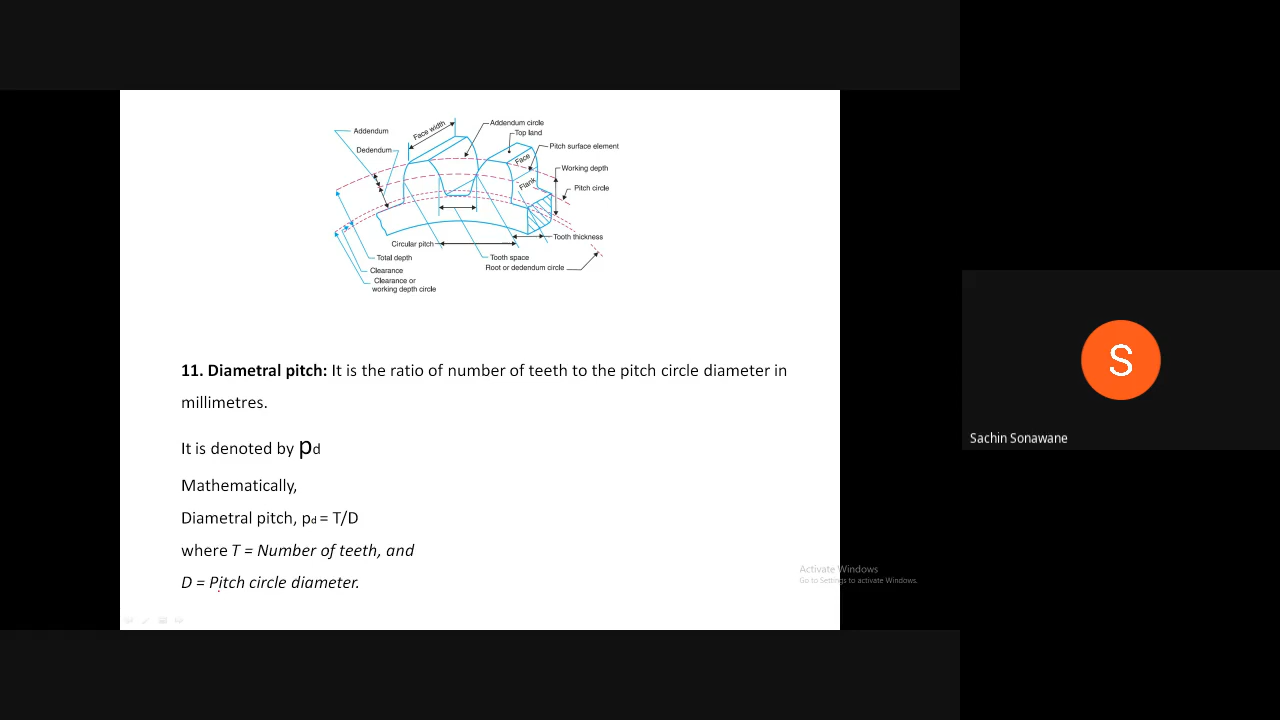 Addendum
Face width
Addendum circle
Top land
Dedendum
Face
Pitch surface element
Working depth
Flank
Pitch circle
Circular pitch
Tooth thickness
Total depth
Tooth space
Root or dedendum circle
Clearance
Clearance or
working depth circle
11. Diametral pitch: It is the ratio of number of teeth to the pitch circle diameter in
millimetres.
It is denoted by pd
Mathematically,
Diametral pitch, pd = T/D
where T = Number of teeth, and
D = Pitch circle diameter.
Activate Windows
Go to Settings to activate Windows.
S
Sachin Sonawane